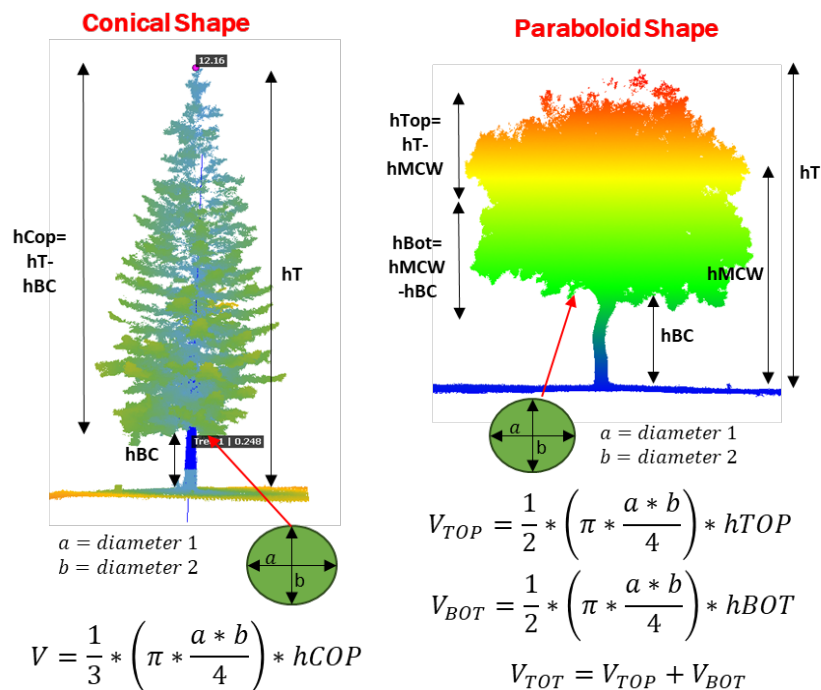 Conical Shape
12.16
hCop=
hT-
hBC
hT
hBC
Tree1 | 0.248
a = diameter 1
b = diameter 2
a
b
V = 1/3 * (π * a * b / 4) * hCOP
Paraboloid Shape
hTop=
hT-
hMCW
hT
hBot=
hMCW
-hBC
hMCW
hBC
a
b
a = diameter 1
b = diameter 2
V_TOP = 1/2 * (π * a * b / 4) * hTOP
V_BOT = 1/2 * (π * a * b / 4) * hBOT
V_TOT = V_TOP + V_BOT